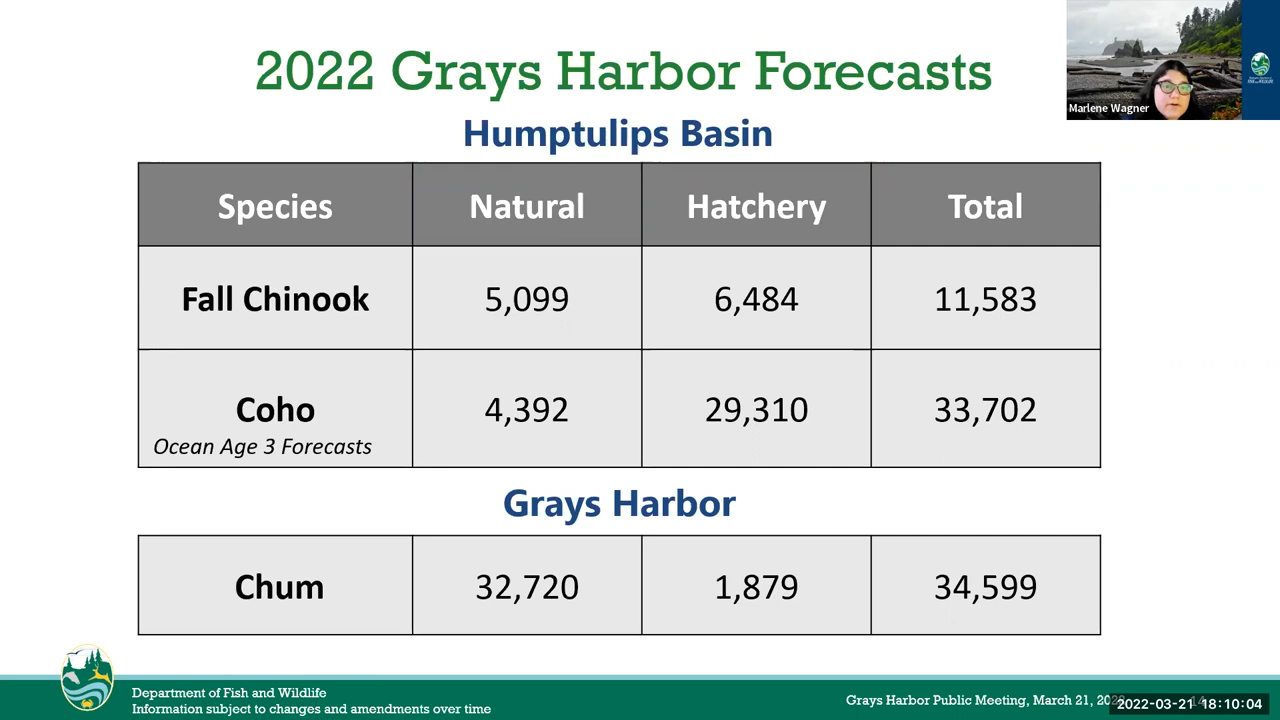 2022 Grays Harbor Forecasts
Marlene Wagner
Humptulips Basin
Species Natural Hatchery Total
Fall Chinook 5,099 6,484 11,583
Coho 4,392 29,310 33,702
Ocean Age 3 Forecasts
Grays Harbor
Chum 32,720 1,879 34,599
Department of Fish and Wildlife
Information subject to changes and amendments over time
Grays Harbor Public Meeting, March 21,
2022-03-21 18:10:04